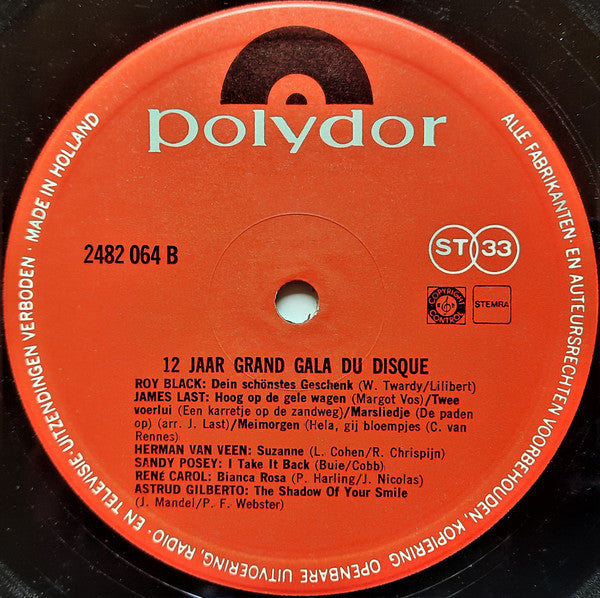 polydor
ALLE FABRIKANTEN- EN AUTEURSRECHTEN VOORBEHOUDEN, KOPIERING OPENBARE UITVOERING, RADIO- EN TELEVISIE-UITZENDINGEN VERBODEN · MADE IN HOLLAND
2482 064 B
ST 33
COPYRIGHT CONTROL
STEMRA
12 JAAR GRAND GALA DU DISQUE
ROY BLACK: Dein schönstes Geschenk (W. Twardy/Lilibert)
JAMES LAST: Hoog op de gele wagen (Margot Vos)/Twee
voerlui (Een karretje op de zandweg)/Marsliedje (De paden
op) (arr. J. Last)/Meimorgen (Hela, gij bloempjes (C. van
Rennes)
HERMAN VAN VEEN: Suzanne (L. Cohen/R. Chrispijn)
SANDY POSEY: I Take It Back (Buie/Cobb)
RENÉ CAROL: Bianca Rosa (P. Harling/J. Nicolas)
ASTRUD GILBERTO: The Shadow Of Your Smile
(J. Mandel/P. F. Webster)